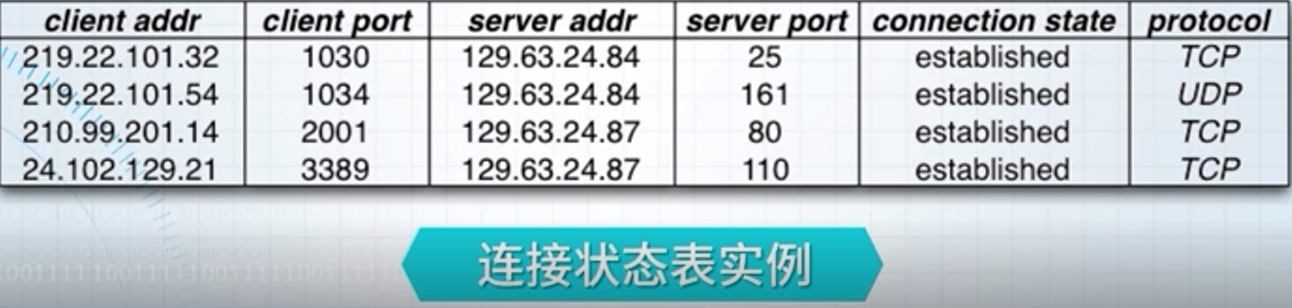 client addr client port server addr server port connection state protocol
219.22.101.32 1030 129.63.24.84 25 established TCP
219.22.101.54 1034 129.63.24.84 161 established UDP
210.99.201.14 2001 129.63.24.87 80 established TCP
24.102.129.21 3389 129.63.24.87 110 established TCP
连接状态表实例